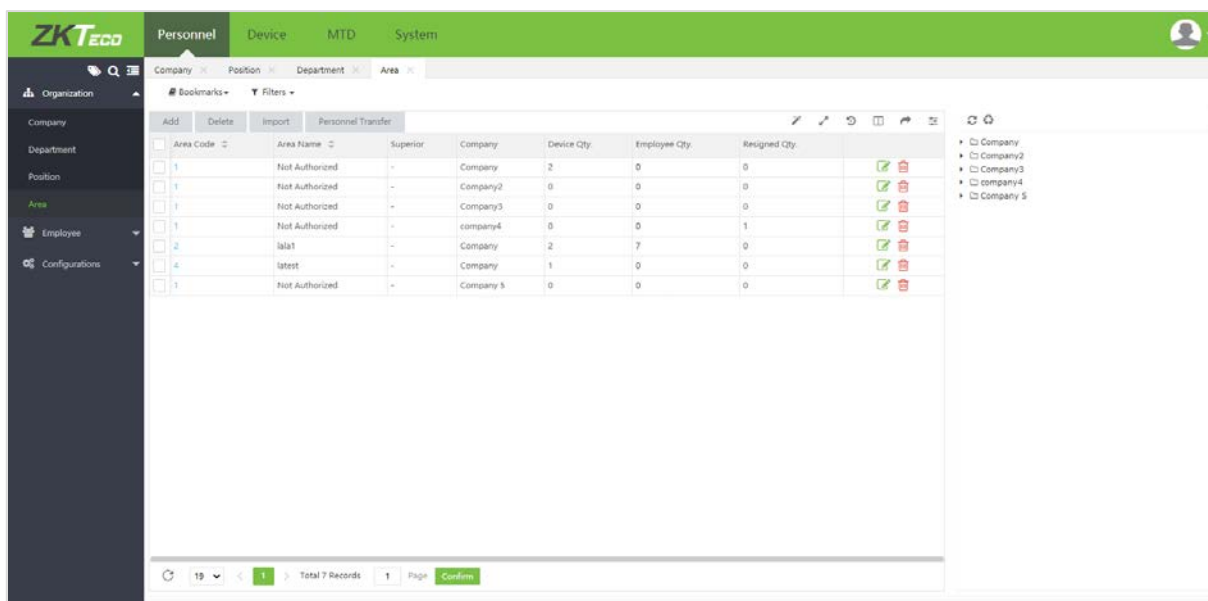 ZKTeco
Personnel Device MTD System
Company Position Department Area
Organization
Bookmarks Filters
Company
Department
Position
Area
Employee
Configurations
Add Delete Import Personnel Transfer
Area Code Area Name Superior Company Device Qty. Employee Qty. Resigned Qty.
1 Not Authorized - Company 2 0 0
1 Not Authorized - Company2 0 0 0
1 Not Authorized - Company3 0 0 0
1 Not Authorized - company4 0 0 1
2 lala1 - Company 2 7 0
4 latest - Company 1 0 0
1 Not Authorized - Company 5 0 0 0
Company
Company2
Company3
company4
Company 5
19 < 1 > Total 7 Records 1 Page Confirm